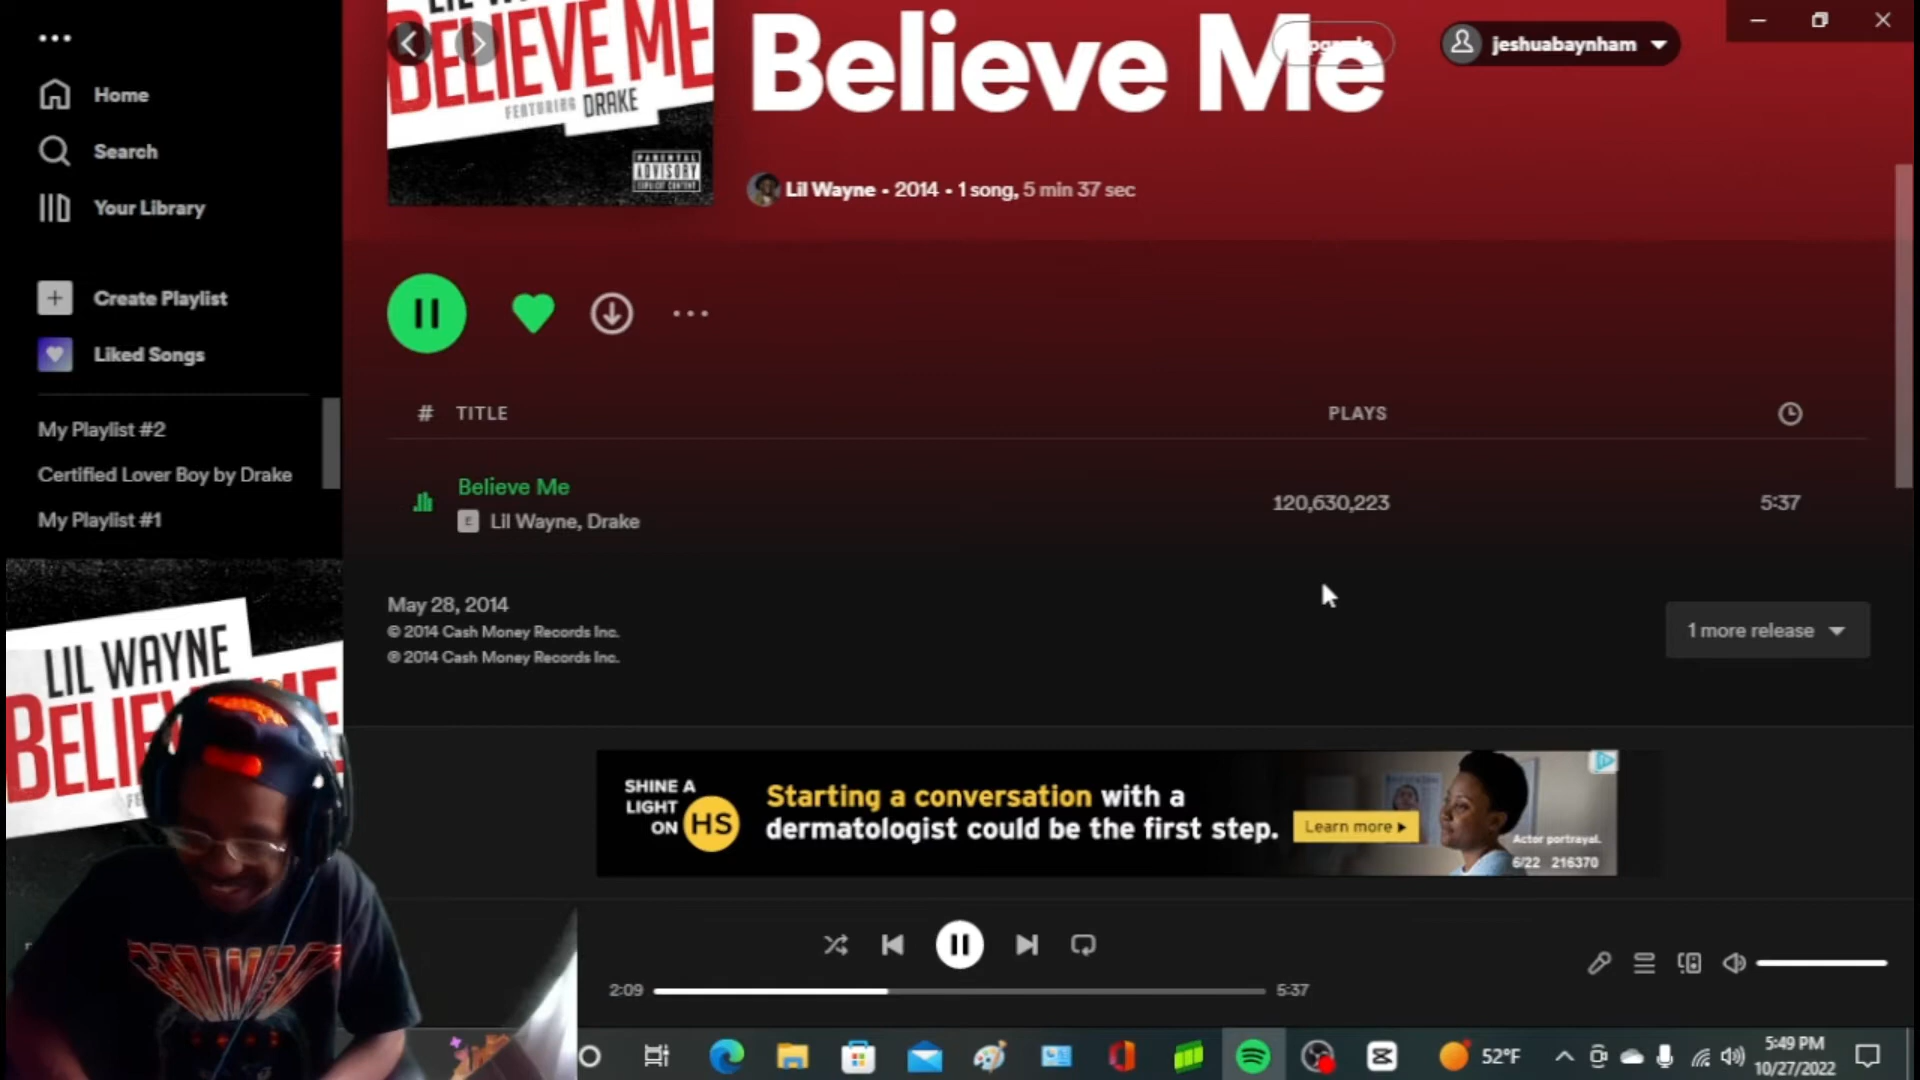 Home
Search
Your Library
Create Playlist
Liked Songs
My Playlist #2
Certified Lover Boy by Drake
My Playlist #1
LIL WAYNE
BELIEVE ME
FEATURING DRAKE
PARENTAL
ADVISORY
EXPLICIT CONTENT
Believe Me
Upgrade
jeshuabaynham
Lil Wayne • 2014 • 1 song, 5 min 37 sec
# TITLE PLAYS
Believe Me
E Lil Wayne, Drake
120,630,223
5:37
May 28, 2014
© 2014 Cash Money Records Inc.
℗ 2014 Cash Money Records Inc.
1 more release
LIL WAYNE
SHINE A
LIGHT
ON HS
Starting a conversation with a
dermatologist could be the first step.
Learn more
Actor portrayal.
6/22 216370
2:09
5:37
52°F
5:49 PM
10/27/2022